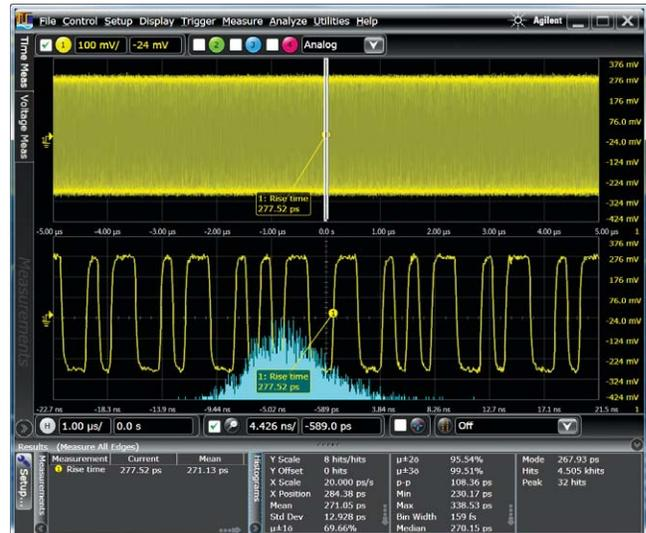 File Control Setup Display Trigger Measure Analyze Utilities Help Agilent
1 100 mV/ -24 mV 2 3 4 Analog
Time Meas
Voltage Meas
Measurements
376 mV
276 mV
176 mV
76.0 mV
-24.0 mV
-124 mV
-224 mV
-324 mV
-424 mV
1: Rise time
277.52 ps
-5.00 µs -4.00 µs -3.00 µs -2.00 µs -1.00 µs 0.0 s 1.00 µs 2.00 µs 3.00 µs 4.00 µs 5.00 µs 1
376 mV
276 mV
176 mV
76.0 mV
-24.0 mV
-124 mV
-224 mV
-324 mV
-424 mV
1
1: Rise time
277.52 ps
-22.7 ns -18.3 ns -13.9 ns -9.44 ns -5.02 ns -589 ps 3.84 ns 8.26 ns 12.7 ns 17.1 ns 21.5 ns 1
H 1.00 µs/ 0.0 s 4.426 ns/ -589.0 ps Off
Results (Measure All Edges)
Setup...
Measurements
Measurement Current Mean
Rise time 277.52 ps 271.13 ps
Histograms
Y Scale 8 hits/hits µ±2σ 95.54% Mode 267.93 ps
Y Offset 0 hits µ±3σ 99.51% Hits 4.505 khits
X Scale 20.000 ps/s p-p 108.36 ps Peak 32 hits
X Position 284.38 ps Min 230.17 ps
Mean 271.05 ps Max 338.53 ps
Std Dev 12.928 ps Bin Width 159 fs
µ±1σ 69.66% Median 270.15 ps